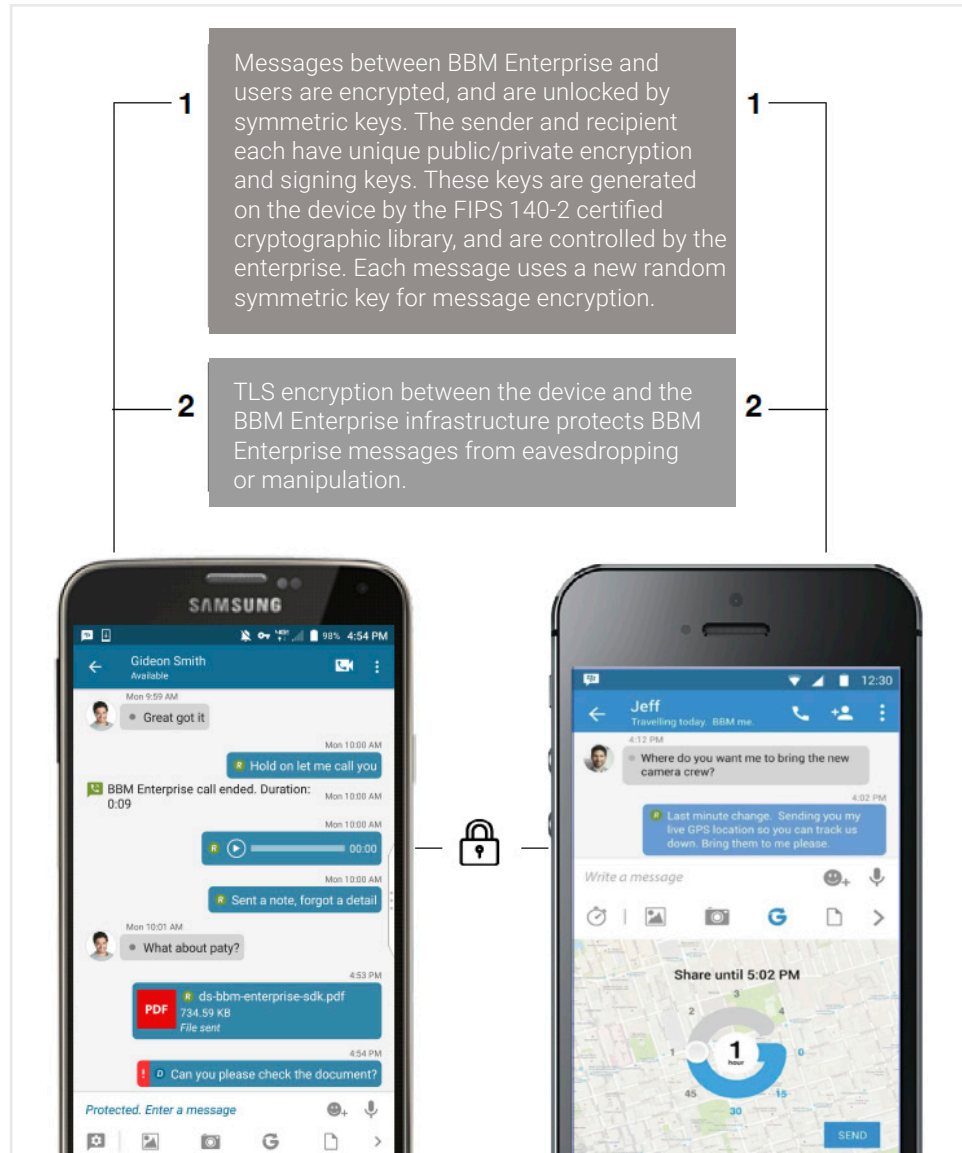 Messages between BBM Enterprise and
users are encrypted, and are unlocked by
symmetric keys. The sender and recipient
each have unique public/private encryption
and signing keys. These keys are generated
on the device by the FIPS 140-2 certified
cryptographic library, and are controlled by the
enterprise. Each message uses a new random
symmetric key for message encryption.
1
1
TLS encryption between the device and the
BBM Enterprise infrastructure protects BBM
Enterprise messages from eavesdropping
or manipulation.
2
2
SAMSUNG
98% 4:54 PM
Gideon Smith
Available
Mon 9:59 AM
Great got it
Mon 10:00 AM
R Hold on let me call you
BBM Enterprise call ended. Duration:
0:09
Mon 10:00 AM
Mon 10:00 AM
R 00:00
Mon 10:00 AM
R Sent a note, forgot a detail
Mon 10:01 AM
What about paty?
4:53 PM
PDF
R ds-bbm-enterprise-sdk.pdf
734.59 KB
File sent
4:54 PM
! D Can you please check the document?
Protected. Enter a message
G
12:30
Jeff
Travelling today. BBM me.
4:12 PM
Where do you want me to bring the new
camera crew?
4:02 PM
R Last minute change. Sending you my
live GPS location so you can track us
down. Bring them to me please.
Write a message
G
Share until 5:02 PM
3
2 4
1 1 0
hour
45 15
30
SEND